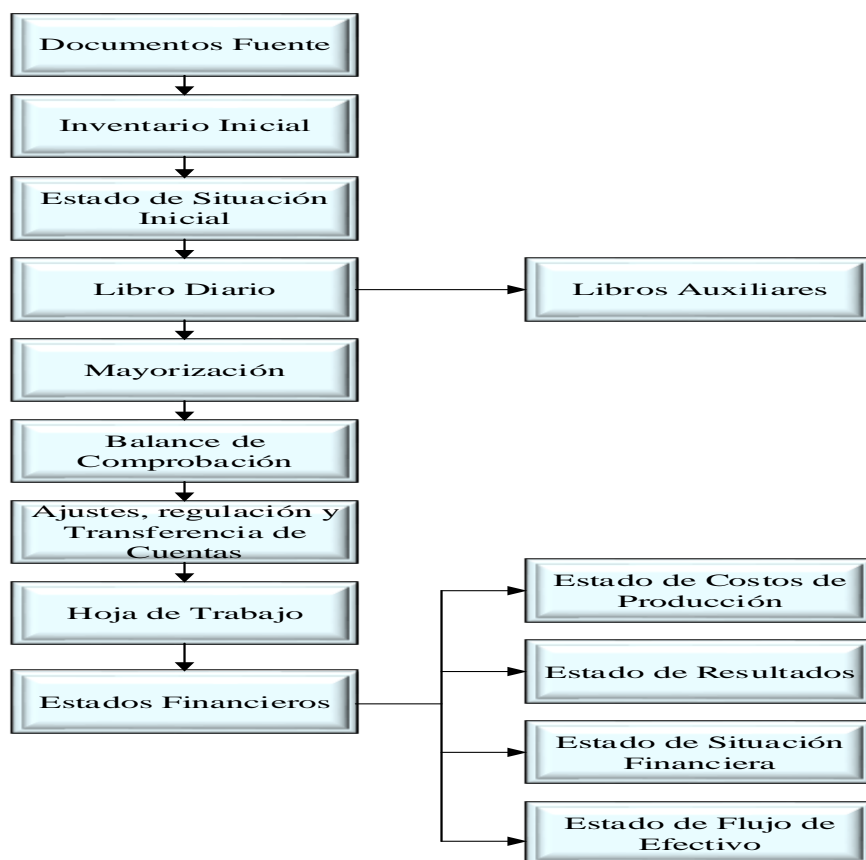 Documentos Fuente
Inventario Inicial
Estado de Situación
Inicial
Libro Diario
Libros Auxiliares
Mayorización
Balance de
Comprobación
Ajustes, regulación y
Transferencia de
Cuentas
Hoja de Trabajo
Estados Financieros
Estado de Costos de
Producción
Estado de Resultados
Estado de Situación
Financiera
Estado de Flujo de
Efectivo